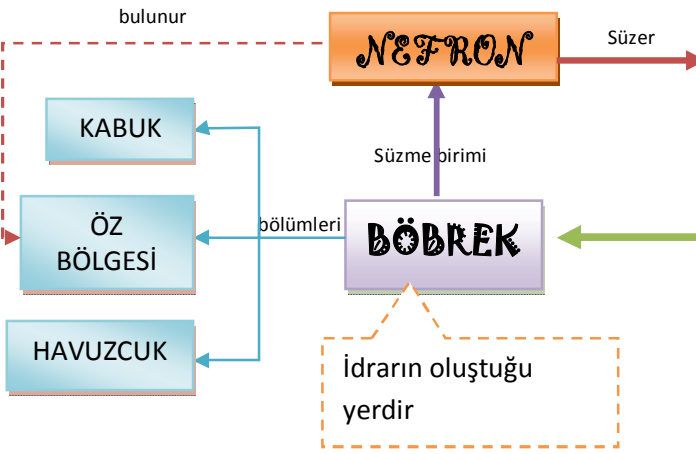 bulunur
NEFRON
Süzer
KABUK
Süzme birimi
ÖZ
BÖLGESİ
bölümleri
BÖBREK
HAVUZCUK
İdrarın oluştuğu
yerdir